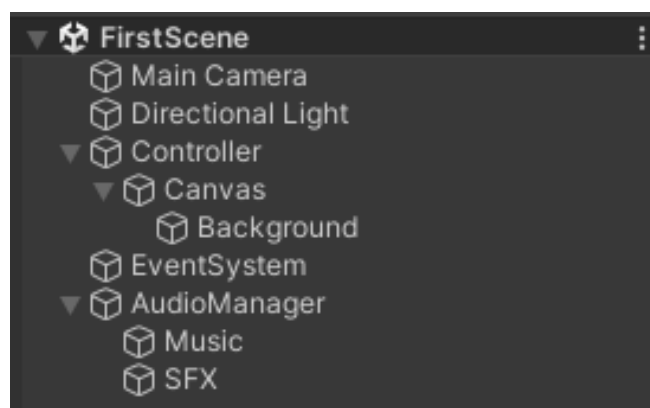 FirstScene
Main Camera
Directional Light
Controller
Canvas
Background
EventSystem
AudioManager
Music
SFX